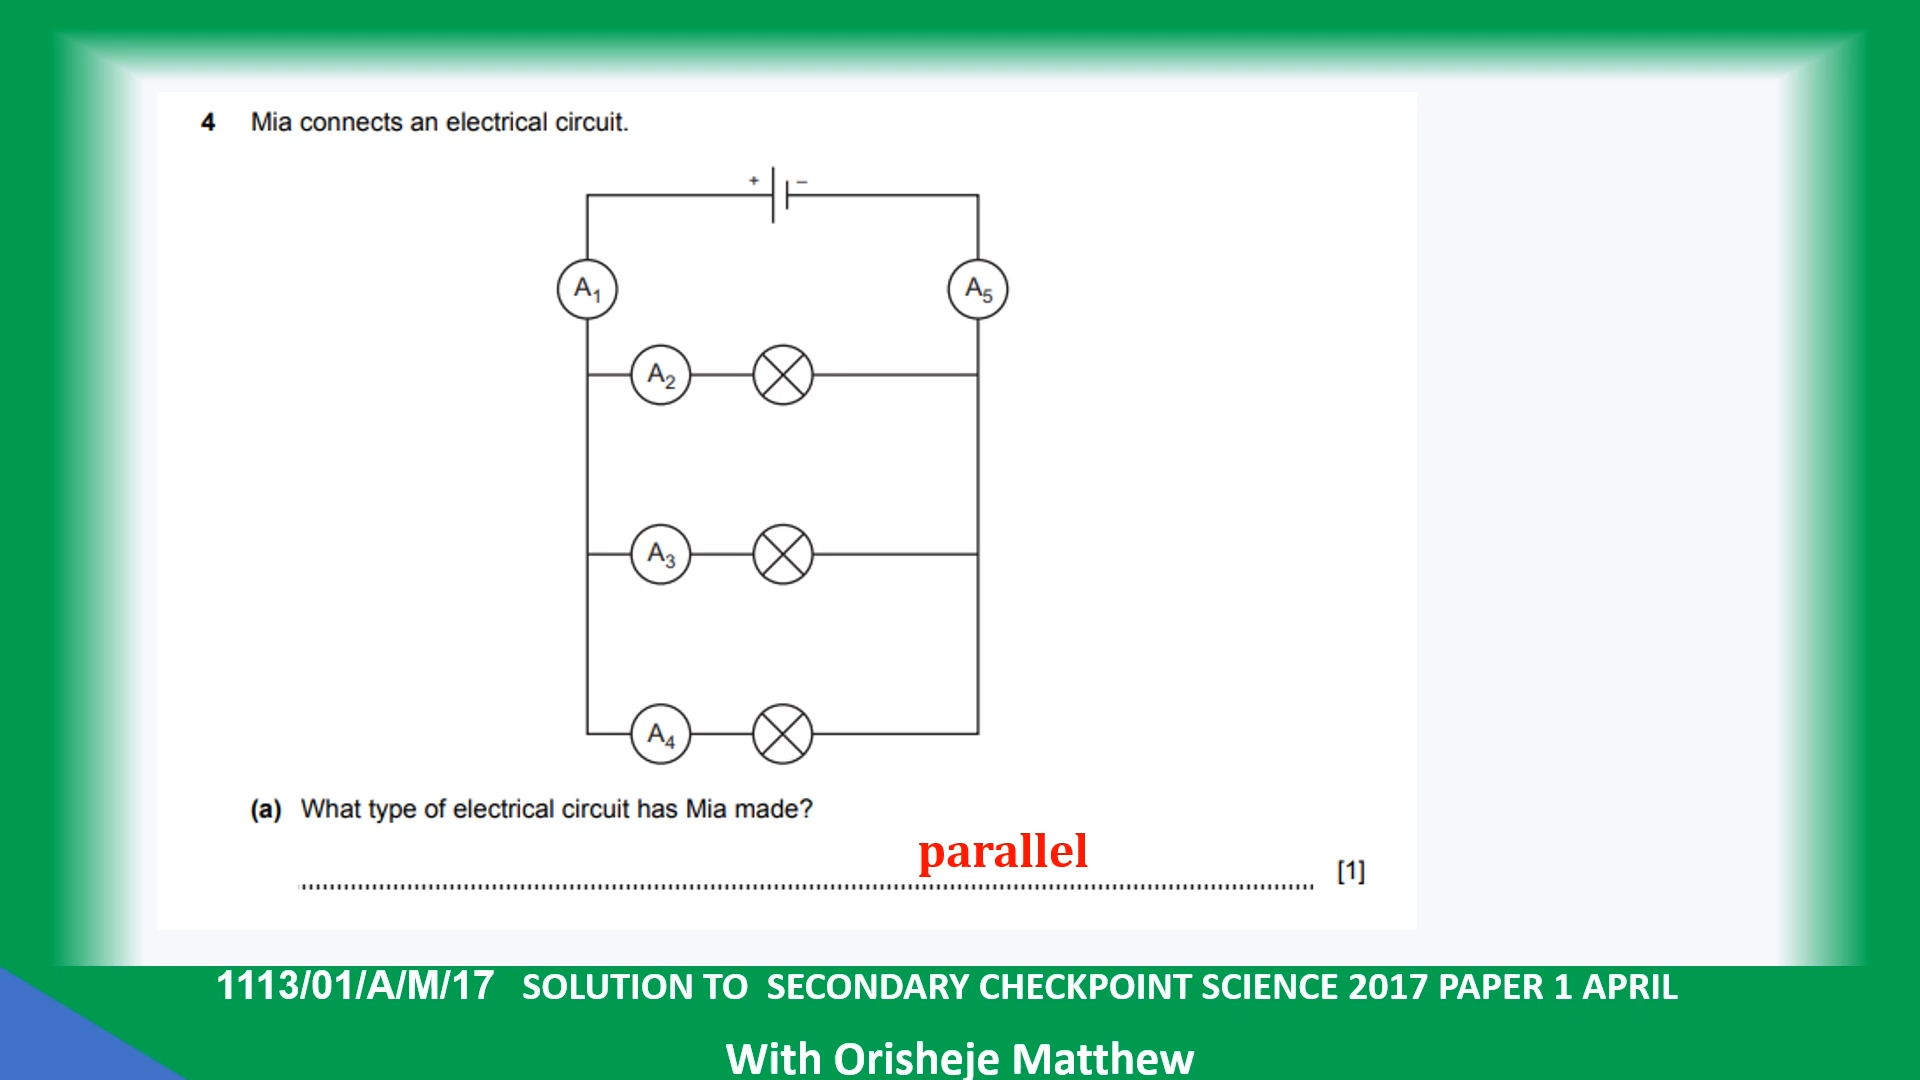 4 Mia connects an electrical circuit.
+ –
A1 A5
A2
A3
A4
(a) What type of electrical circuit has Mia made?
parallel
[1]
1113/01/A/M/17 SOLUTION TO SECONDARY CHECKPOINT SCIENCE 2017 PAPER 1 APRIL
With Orisheje Matthew